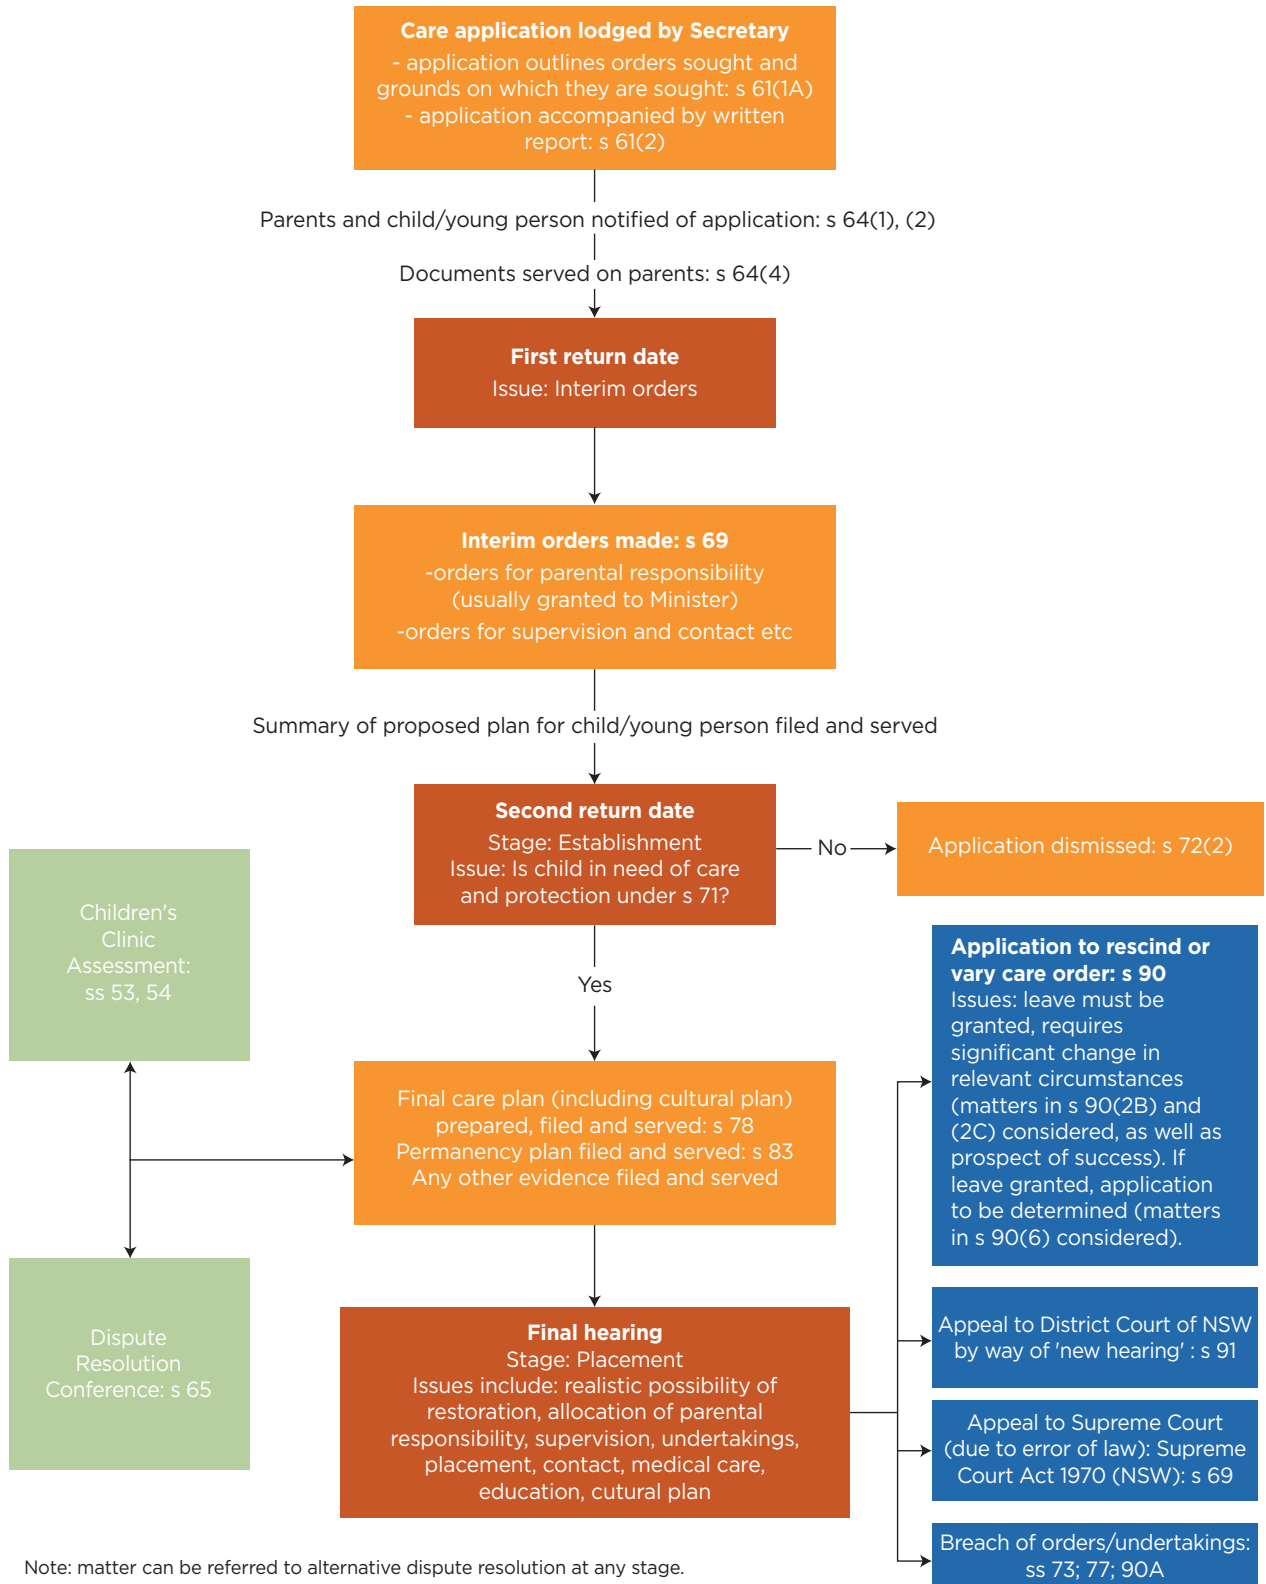 Care application lodged by Secretary
- application outlines orders sought and
grounds on which they are sought: s 61(1A)
- application accompanied by written
report: s 61(2)
Parents and child/young person notified of application: s 64(1), (2)
Documents served on parents: s 64(4)
First return date
Issue: Interim orders
Interim orders made: s 69
-orders for parental responsibility
(usually granted to Minister)
-orders for supervision and contact etc
Summary of proposed plan for child/young person filed and served
Second return date
Stage: Establishment
Issue: Is child in need of care
and protection under s 71?
No
Application dismissed: s 72(2)
Yes
Children's
Clinic
Assessment:
ss 53, 54
Final care plan (including cultural plan)
prepared, filed and served: s 78
Permanency plan filed and served: s 83
Any other evidence filed and served
Dispute
Resolution
Conference: s 65
Final hearing
Stage: Placement
Issues include: realistic possibility of
restoration, allocation of parental
responsibility, supervision, undertakings,
placement, contact, medical care,
education, cutural plan
Application to rescind or
vary care order: s 90
Issues: leave must be
granted, requires
significant change in
relevant circumstances
(matters in s 90(2B) and
(2C) considered, as well as
prospect of success). If
leave granted, application
to be determined (matters
in s 90(6) considered).
Appeal to District Court of NSW
by way of 'new hearing' : s 91
Appeal to Supreme Court
(due to error of law): Supreme
Court Act 1970 (NSW): s 69
Breach of orders/undertakings:
ss 73; 77; 90A
Note: matter can be referred to alternative dispute resolution at any stage.